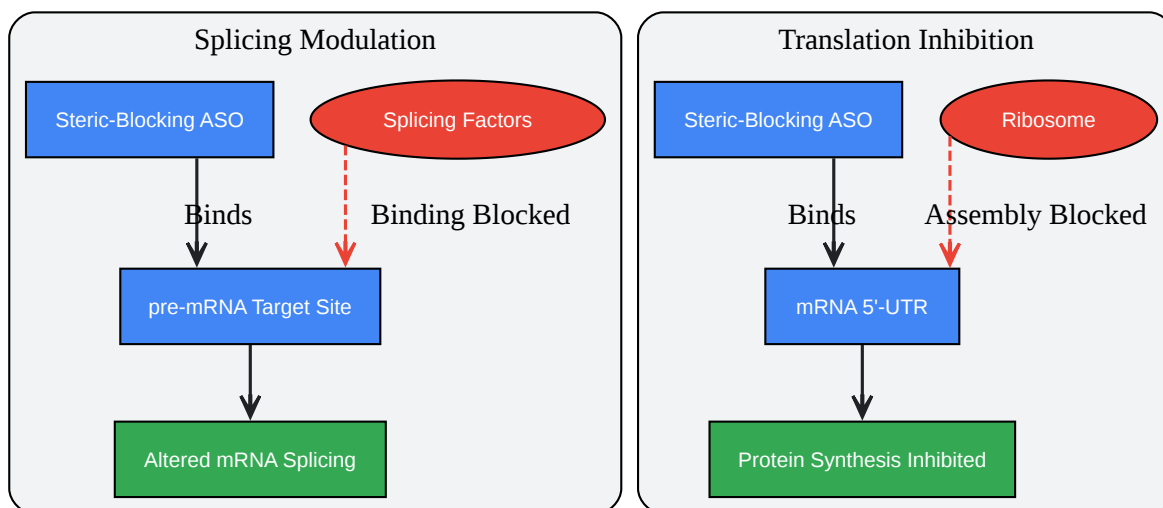 Splicing Modulation
Steric-Blocking ASO
Splicing Factors
Binds
Binding Blocked
pre-mRNA Target Site
Altered mRNA Splicing
Translation Inhibition
Steric-Blocking ASO
Ribosome
Binds
Assembly Blocked
mRNA 5'-UTR
Protein Synthesis Inhibited